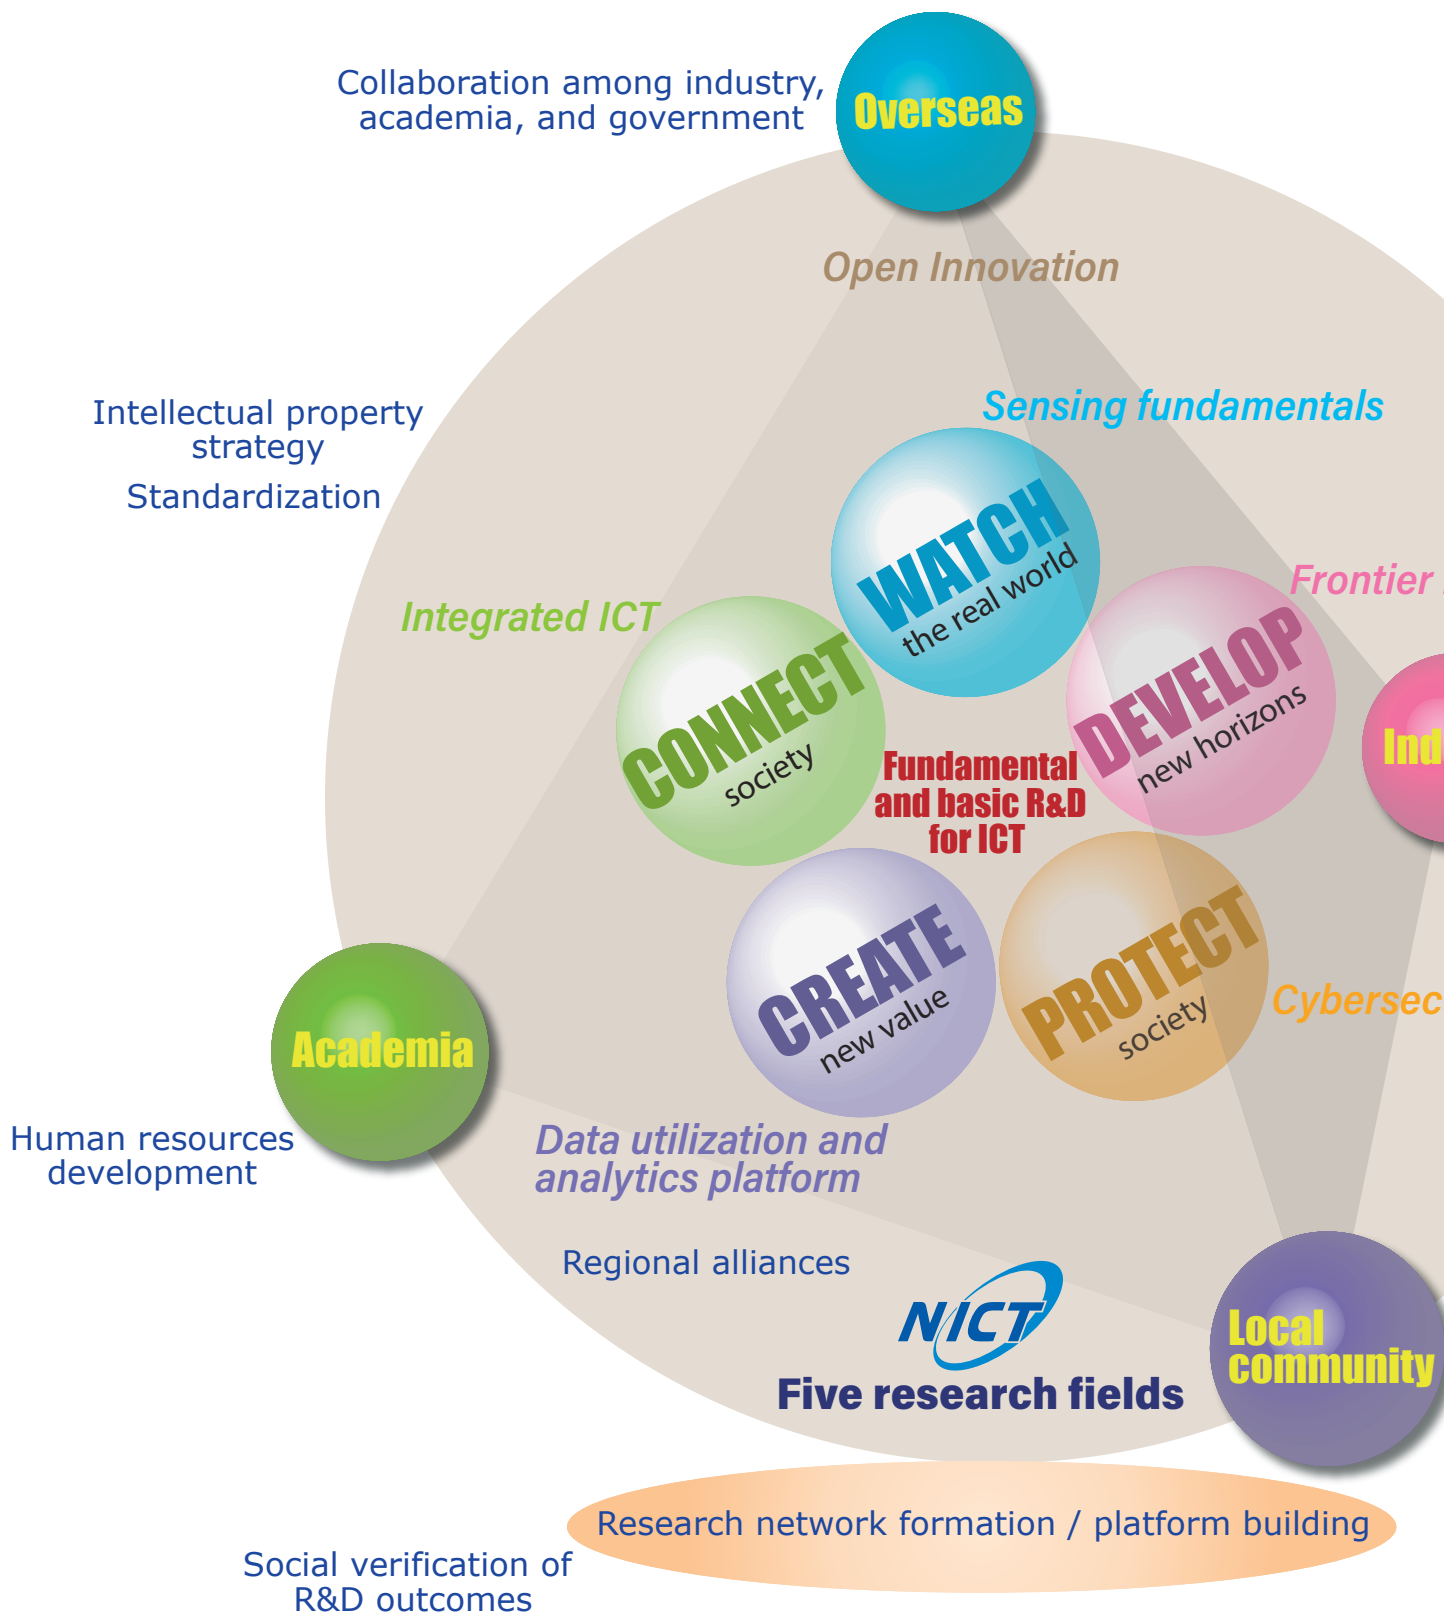 Collaboration among industry,
academia, and government
Overseas
Open Innovation
Intellectual property
strategy
Standardization
Sensing fundamentals
WATCH
the real world
Frontier
Integrated ICT
CONNECT
society
DEVELOP
new horizons
Fundamental
and basic R&D
for ICT
CREATE
new value
PROTECT
society
Academia
Human resources
development
Data utilization and
analytics platform
Regional alliances
NICT
Five research fields
Local
community
Research network formation / platform building
Social verification of
R&D outcomes